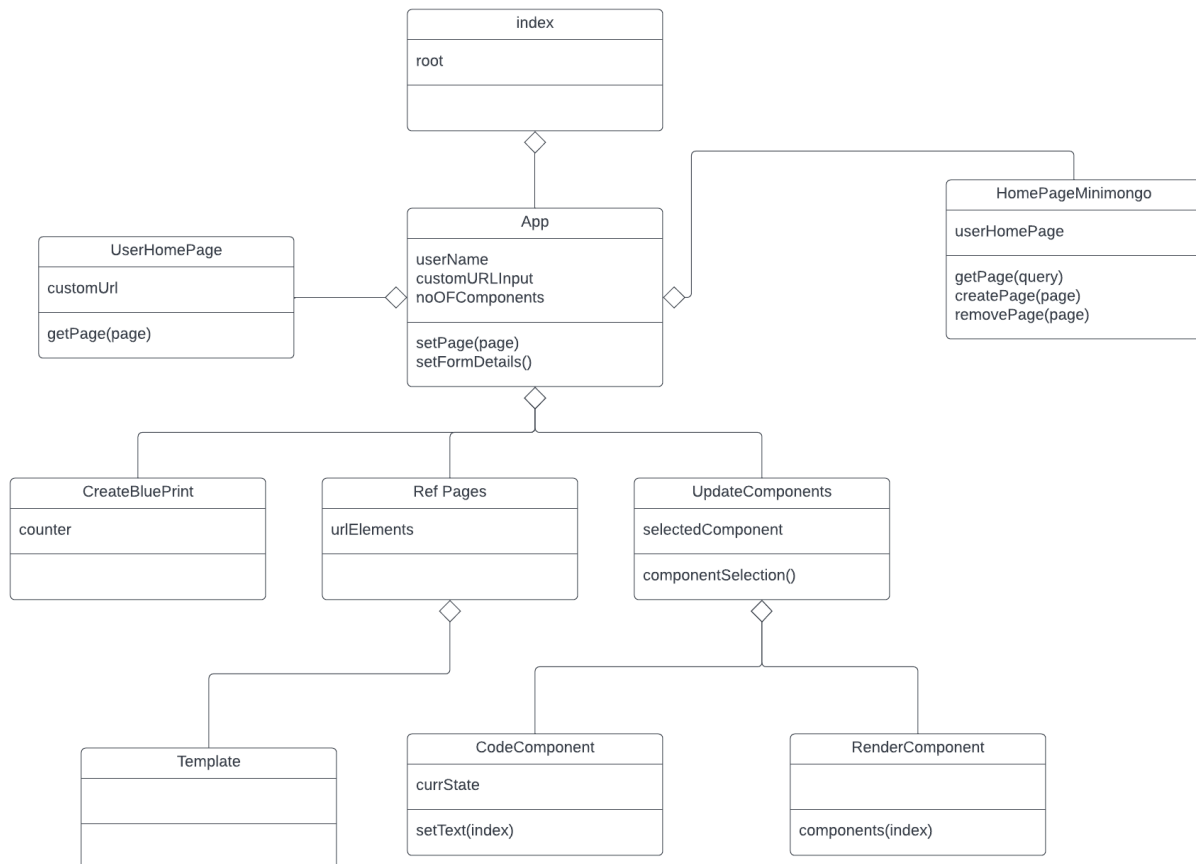 index
root
App
userName
customURLInput
noOFComponents
setPage(page)
setFormDetails()
UserHomePage
customUrl
getPage(page)
HomePageMinimongo
userHomePage
getPage(query)
createPage(page)
removePage(page)
CreateBluePrint
counter
Ref Pages
urlElements
UpdateComponents
selectedComponent
componentSelection()
Template
CodeComponent
currState
setText(index)
RenderComponent
components(index)